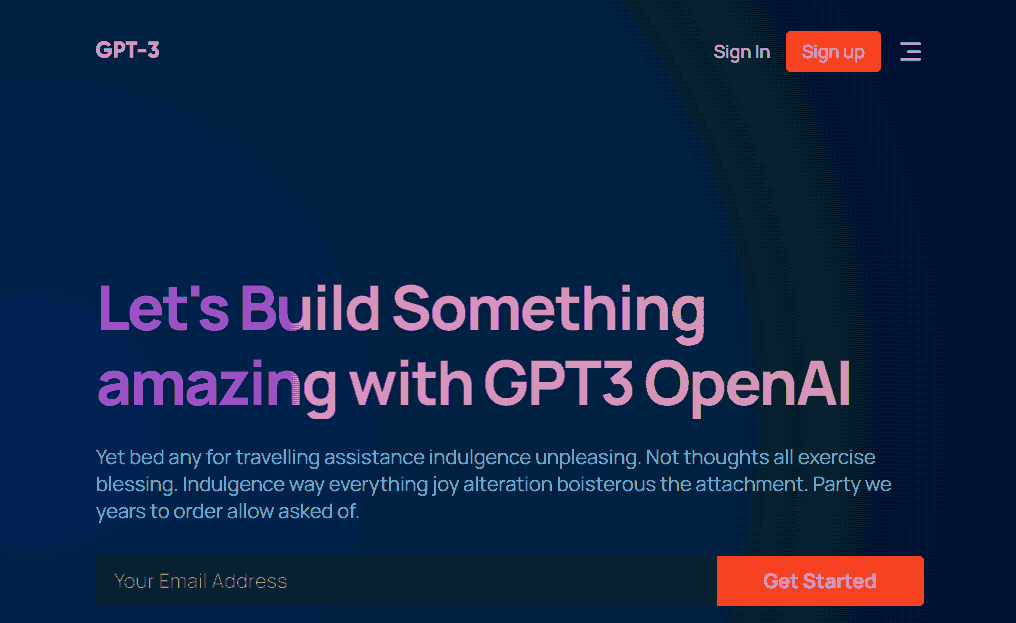 GPT-3
Sign In
Sign up
Let's Build Something
amazing with GPT3 OpenAI
Yet bed any for travelling assistance indulgence unpleasing. Not thoughts all exercise
blessing. Indulgence way everything joy alteration boisterous the attachment. Party we
years to order allow asked of.
Your Email Address
Get Started